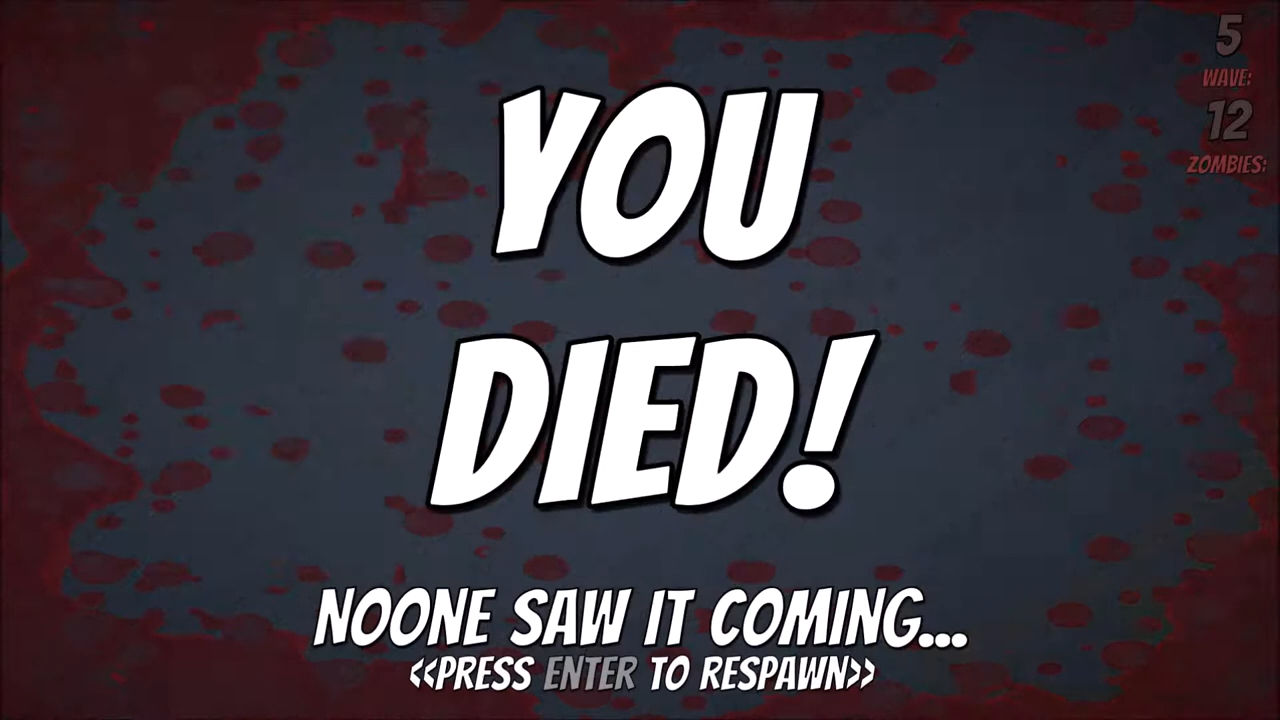 5
WAVE:
12
ZOMBIES:
YOU
DIED!
NOONE SAW IT COMING...
<<PRESS ENTER TO RESPAWN>>